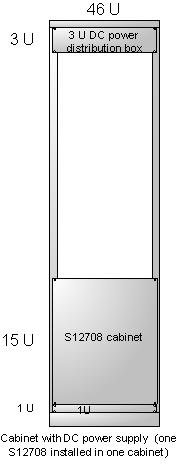 46 U
3 U
3 U DC power
distribution box
15 U
S12708 cabinet
1 U
1U
Cabinet with DC power supply (one
S12708 installed in one cabinet)